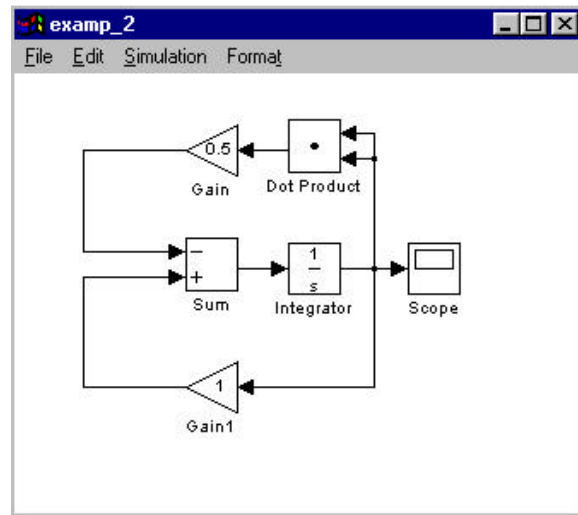 examp_2
File Edit Simulation Format
0.5
Gain
Dot Product
−
+
Sum
1
s
Integrator
Scope
1
Gain1